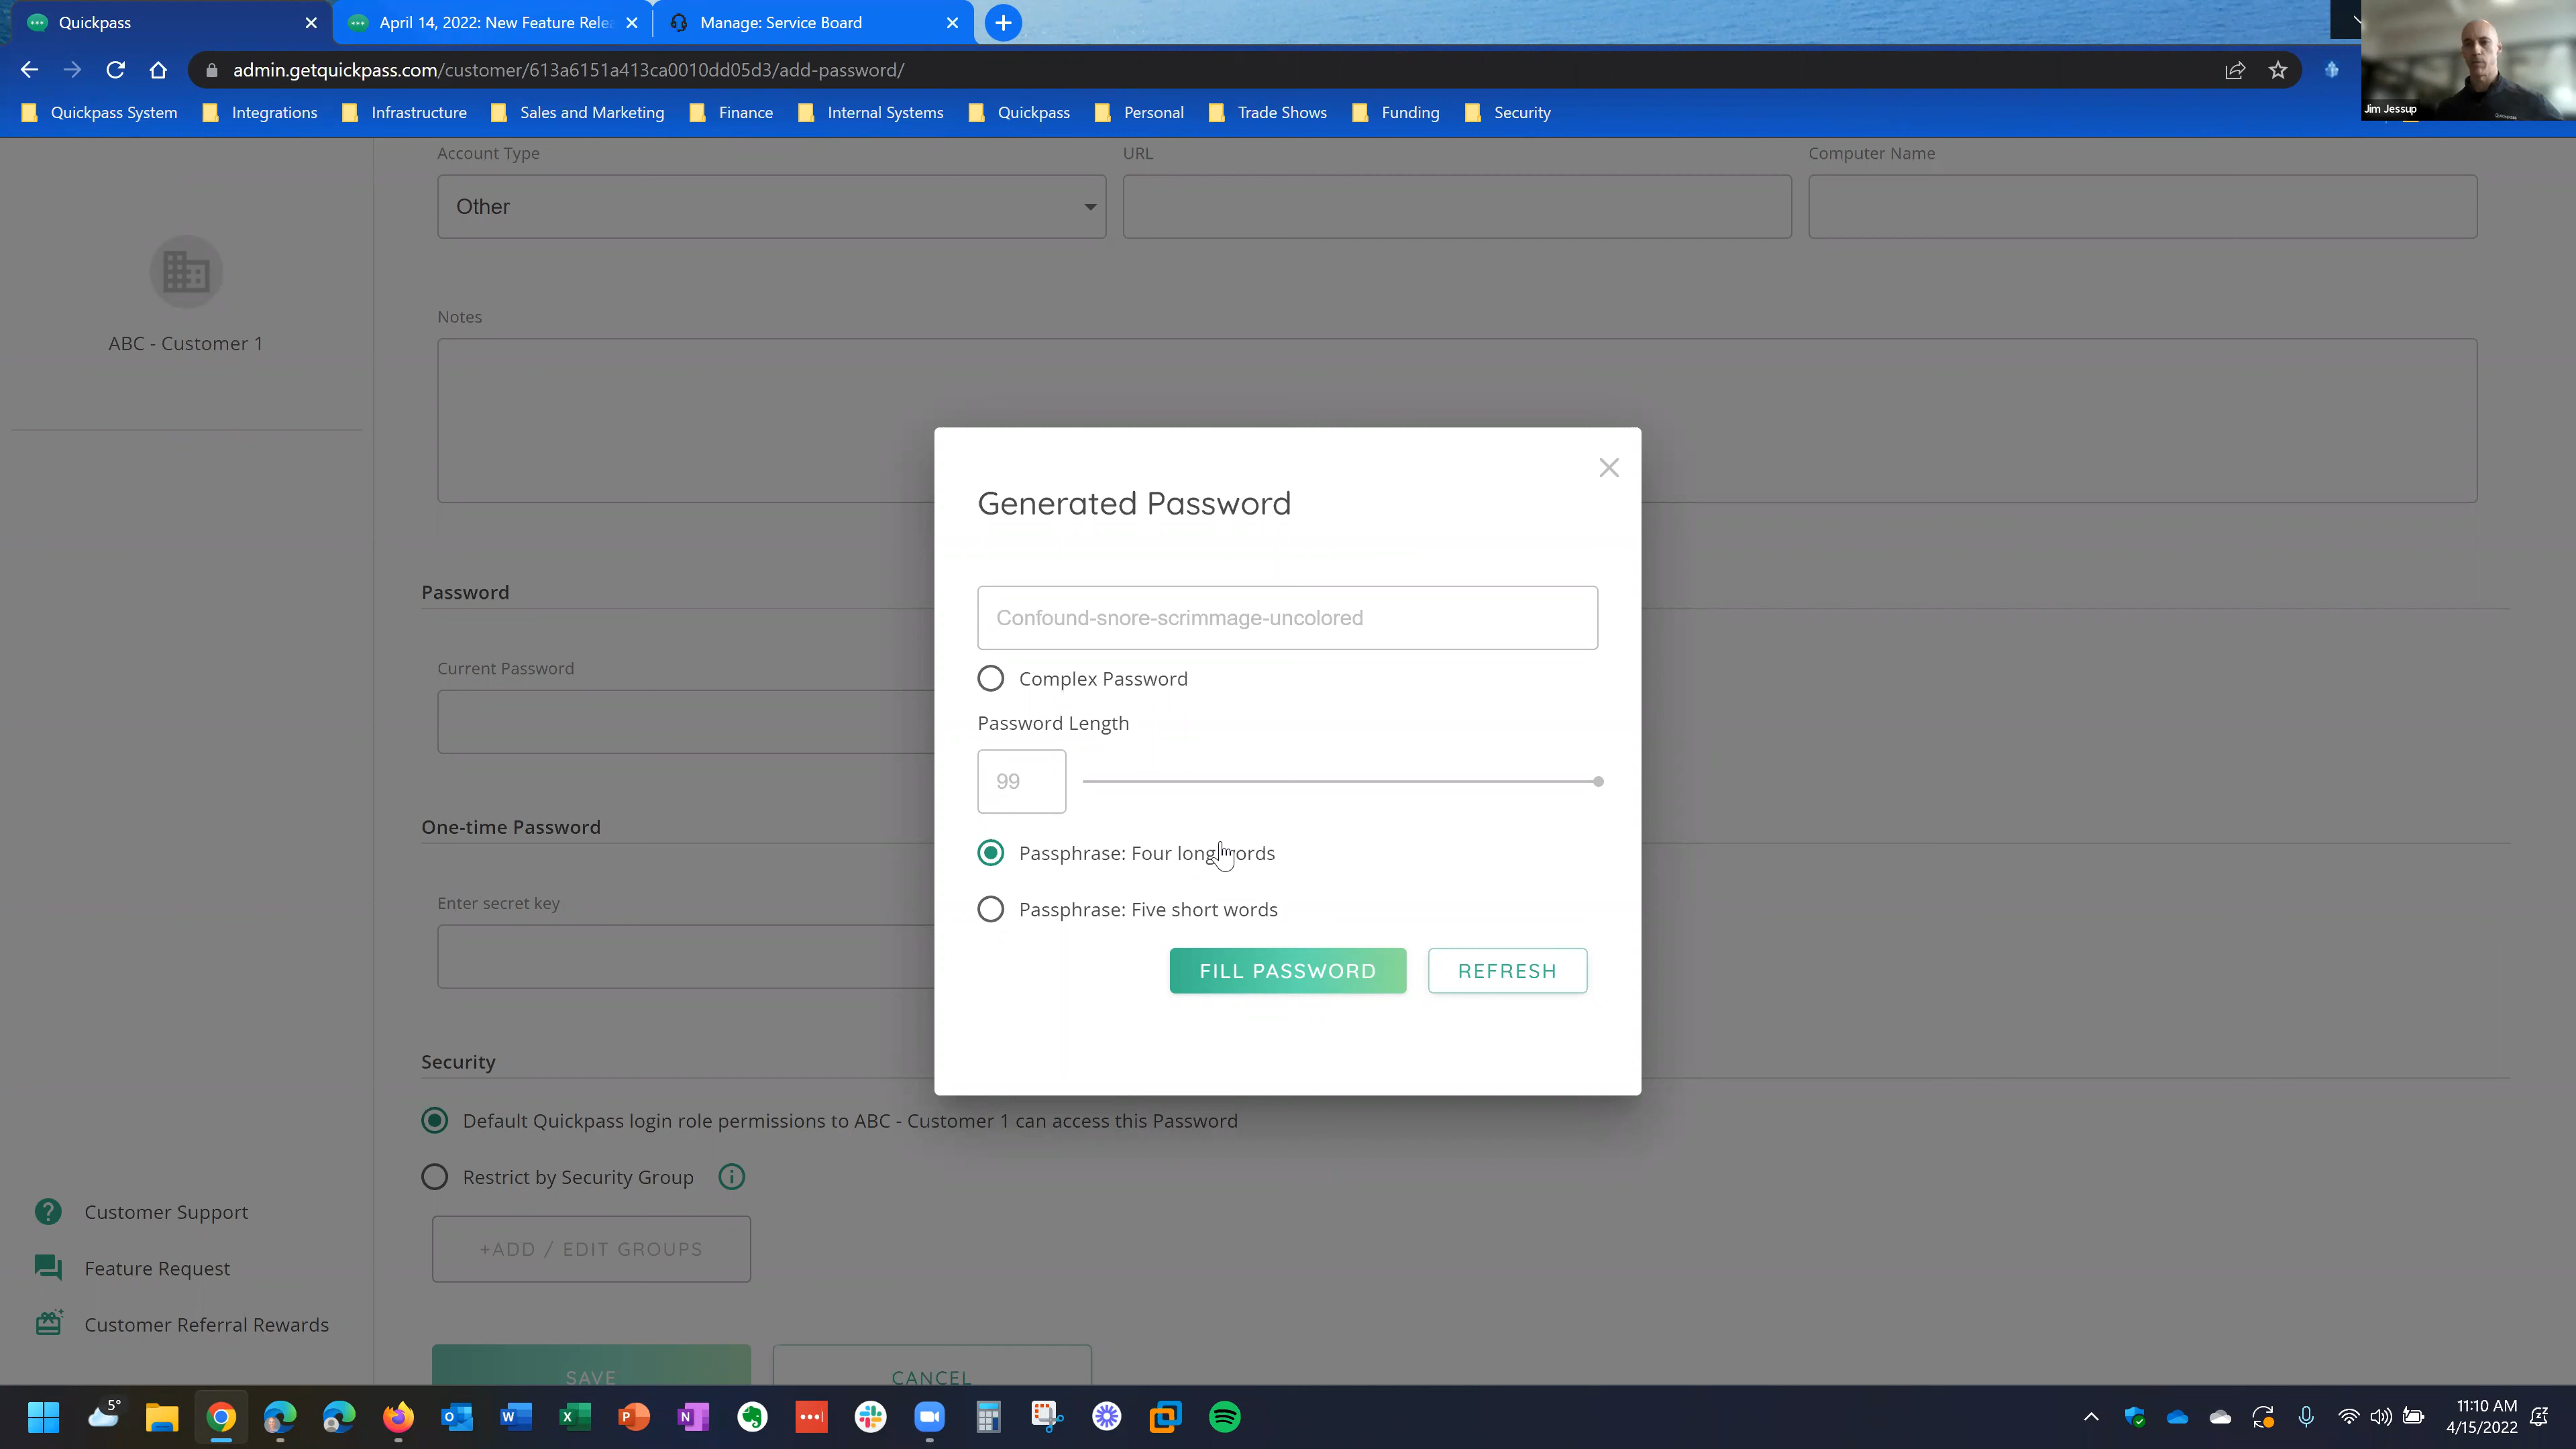 Quickpass
April 14, 2022: New Feature Rele
Manage: Service Board
admin.getquickpass.com/customer/613a6151a413ca0010dd05d3/add-password/
Quickpass System
Integrations
Infrastructure
Sales and Marketing
Finance
Internal Systems
Quickpass
Personal
Trade Shows
Funding
Security
Jim Jessup
Account Type
URL
Computer Name
Other
ABC - Customer 1
Notes
Generated Password
Confound-snore-scrimmage-uncolored
Complex Password
Password Length
99
Passphrase: Four long words
Passphrase: Five short words
FILL PASSWORD
REFRESH
Password
Current Password
One-time Password
Enter secret key
Security
Default Quickpass login role permissions to ABC - Customer 1 can access this Password
Restrict by Security Group
+ADD / EDIT GROUPS
Customer Support
Feature Request
Customer Referral Rewards
SAVE
CANCEL
5°
11:10 AM
4/15/2022